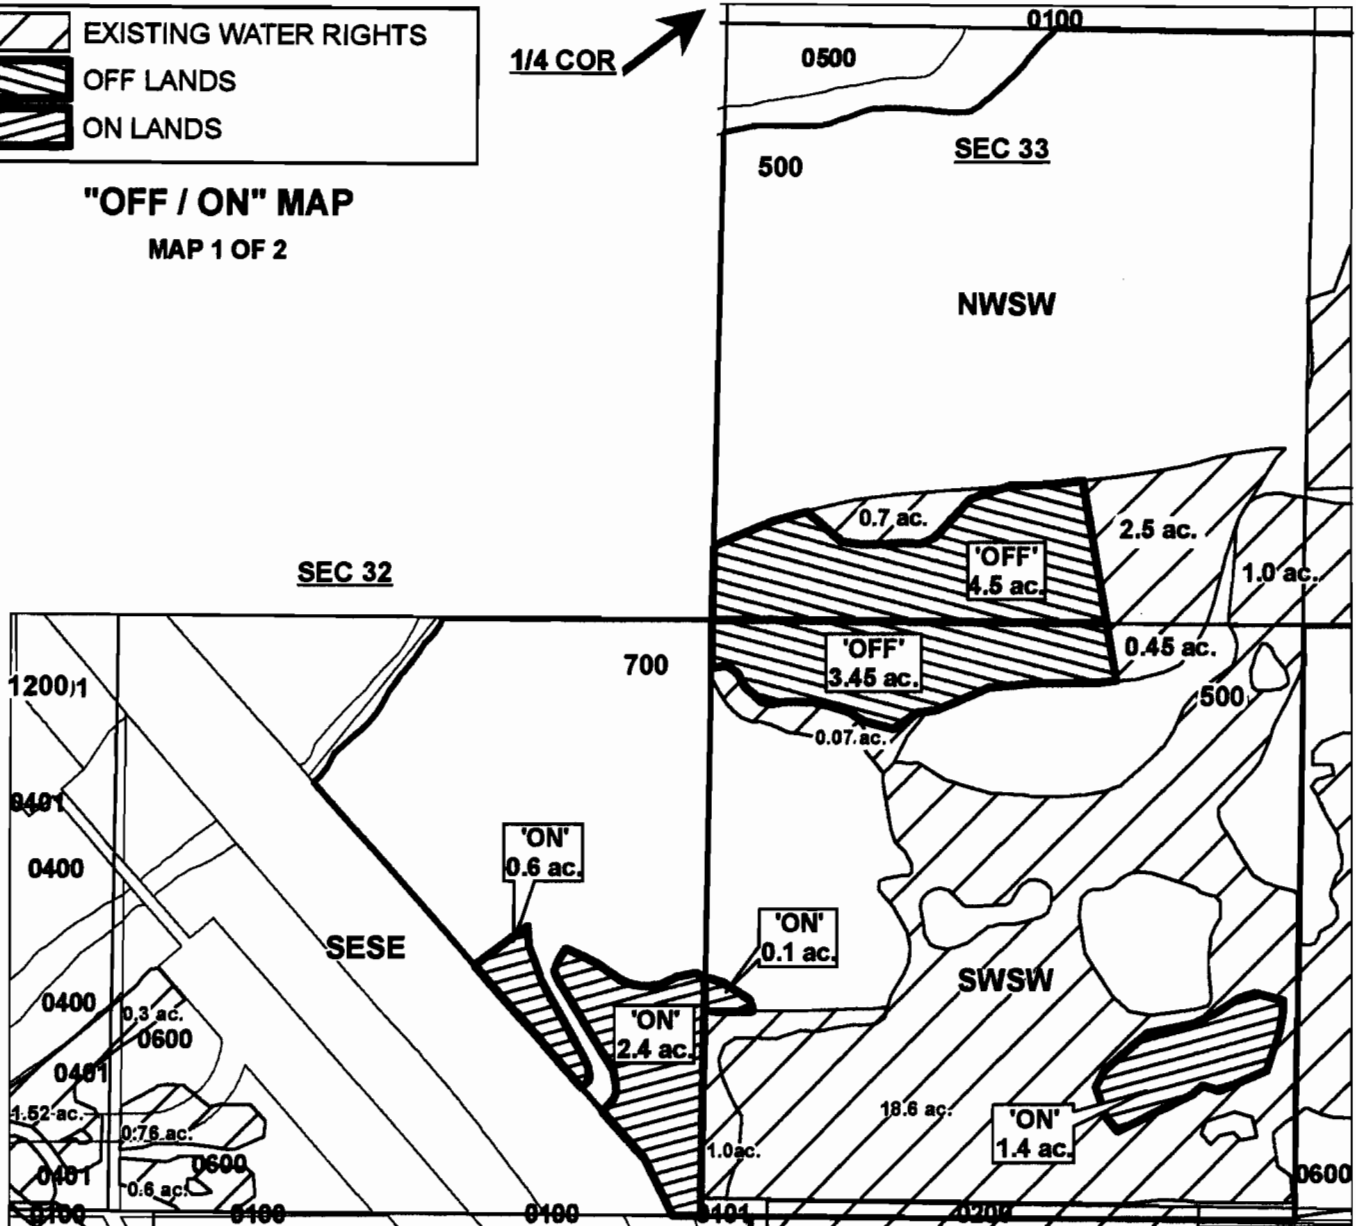 EXISTING WATER RIGHTS
OFF LANDS
ON LANDS
"OFF / ON" MAP
MAP 1 OF 2
1/4 COR
0100
0500
SEC 33
500
NWSW
0.7 ac.
2.5 ac.
'OFF'
4.5 ac.
1.0 ac.
SEC 32
'OFF'
3.45 ac.
0.45 ac.
700
500
0.07 ac.
0401
0400
'ON'
0.6 ac.
'ON'
0.1 ac.
SESE
SWSW
0400
0.3 ac.
0600
'ON'
2.4 ac.
0401
1.52 ac.
0.76 ac.
18.6 ac.
'ON'
1.4 ac.
1.0 ac.
0600
0401
0.6 ac.
0600
0100
0100
0100
0200